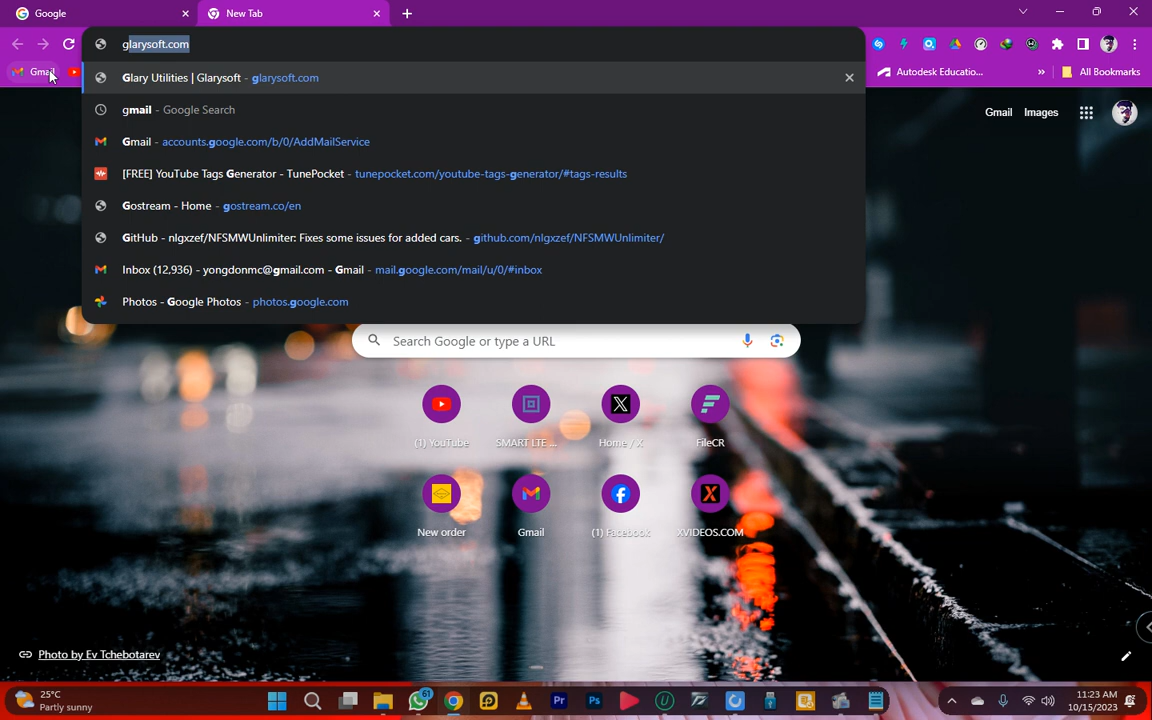 Google
New Tab
glarysoft.com
Gmail
Glary Utilities | Glarysoft - glarysoft.com
Autodesk Educatio...
»
All Bookmarks
gmail - Google Search
Gmail - accounts.google.com/b/0/AddMailService
[FREE] YouTube Tags Generator - TunePocket - tunepocket.com/youtube-tags-generator/#tags-results
Gostream - Home - gostream.co/en
GitHub - nlgxzef/NFSMWUnlimiter: Fixes some issues for added cars. - github.com/nlgxzef/NFSMWUnlimiter/
Inbox (12,936) - yongdonmc@gmail.com - Gmail - mail.google.com/mail/u/0/#inbox
Photos - Google Photos - photos.google.com
Gmail Images
Search Google or type a URL
(1) YouTube SMART LTE ... Home / X FileCR
New order Gmail (1) Facebook XVIDEOS.COM
Photo by Ev Tchebotarev
25°C
Partly sunny
61
Pr
Ps
11:23 AM
10/15/2023